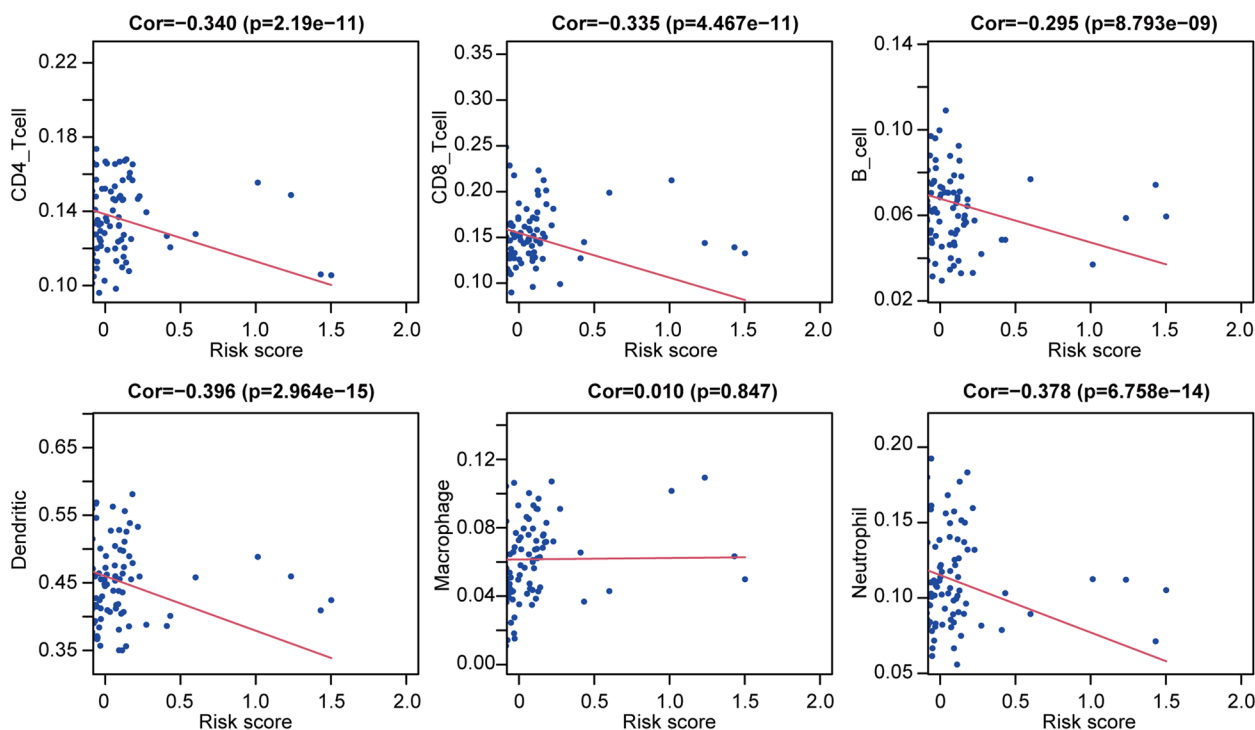 Cor=−0.340 (p=2.19e−11)
CD4_Tcell
0.22
0.18
0.14
0.10
0 0.5 1.0 1.5 2.0
Risk score
Cor=−0.335 (p=4.467e−11)
CD8_Tcell
0.35
0.30
0.25
0.20
0.15
0.10
0 0.5 1.0 1.5 2.0
Risk score
Cor=−0.295 (p=8.793e−09)
B_cell
0.14
0.10
0.06
0.02
0 0.5 1.0 1.5 2.0
Risk score
Cor=−0.396 (p=2.964e−15)
Dendritic
0.65
0.55
0.45
0.35
0 0.5 1.0 1.5 2.0
Risk score
Cor=0.010 (p=0.847)
Macrophage
0.12
0.08
0.04
0.00
0 0.5 1.0 1.5 2.0
Risk score
Cor=−0.378 (p=6.758e−14)
Neutrophil
0.20
0.15
0.10
0.05
0 0.5 1.0 1.5 2.0
Risk score